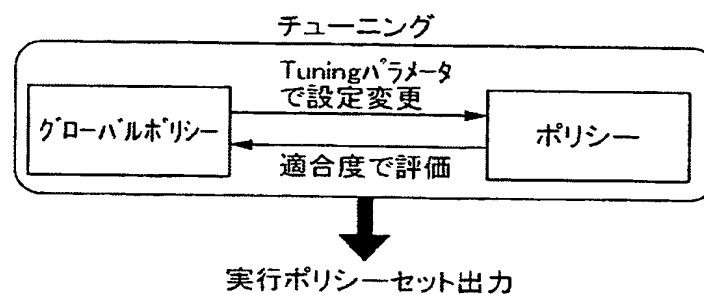 チューニング
Tuningパラメータ
で設定変更
グローバルポリシー
ポリシー
適合度で評価
実行ポリシーセット出力